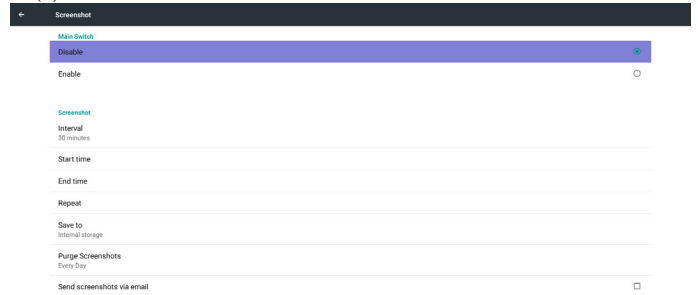 Screenshot
Main Switch
Disable
Enable
Screenshot
Interval
30 minutes
Start time
End time
Repeat
Save to
Internal storage
Purge Screenshots
Every Day
Send screenshots via email